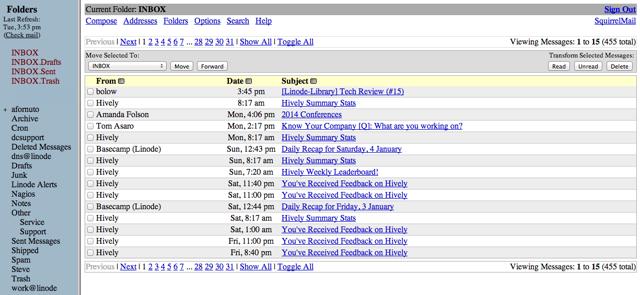 Folders
Last Refresh:
Tue, 3:53 pm
(Check mail)
INBOX
INBOX.Drafts
INBOX.Sent
INBOX.Trash
+ afornuto
Archive
Cron
dcsupport
Deleted Messages
dns@linode
Drafts
Junk
Linode Alerts
Nagios
Notes
Other
Service
Support
Sent Messages
Shipped
Spam
Steve
Trash
work@linode
Current Folder: INBOX Sign Out
Compose Addresses Folders Options Search Help SquirrelMail
Previous | Next | 1 2 3 4 5 6 7 ... 28 29 30 31 | Show All | Toggle All Viewing Messages: 1 to 15 (455 total)
Move Selected To: Transform Selected Messages:
INBOX Move Forward Read Unread Delete
From Date Subject
bolow 3:45 pm [Linode-Library] Tech Review (#15)
Hively 8:17 am Hively Summary Stats
Amanda Folson Mon, 4:06 pm 2014 Conferences
Tom Asaro Mon, 2:17 pm Know Your Company [Q]: What are you working on?
Hively Mon, 8:17 am Hively Summary Stats
Basecamp (Linode) Sun, 12:43 pm Daily Recap for Saturday, 4 January
Hively Sun, 8:17 am Hively Summary Stats
Hively Sun, 7:13 am Hively Weekly Leaderboard!
Hively Sat, 11:40 pm You've Received Feedback on Hively
Hively Sat, 11:00 pm You've Received Feedback on Hively
Basecamp (Linode) Sat, 12:44 pm Daily Recap for Friday, 3 January
Hively Sat, 8:17 am Hively Summary Stats
Hively Sat, 1:00 am You've Received Feedback on Hively
Hively Fri, 11:00 pm You've Received Feedback on Hively
Hively Fri, 8:40 pm You've Received Feedback on Hively
Previous | Next | 1 2 3 4 5 6 7 ... 28 29 30 31 | Show All | Toggle All Viewing Messages: 1 to 15 (455 total)